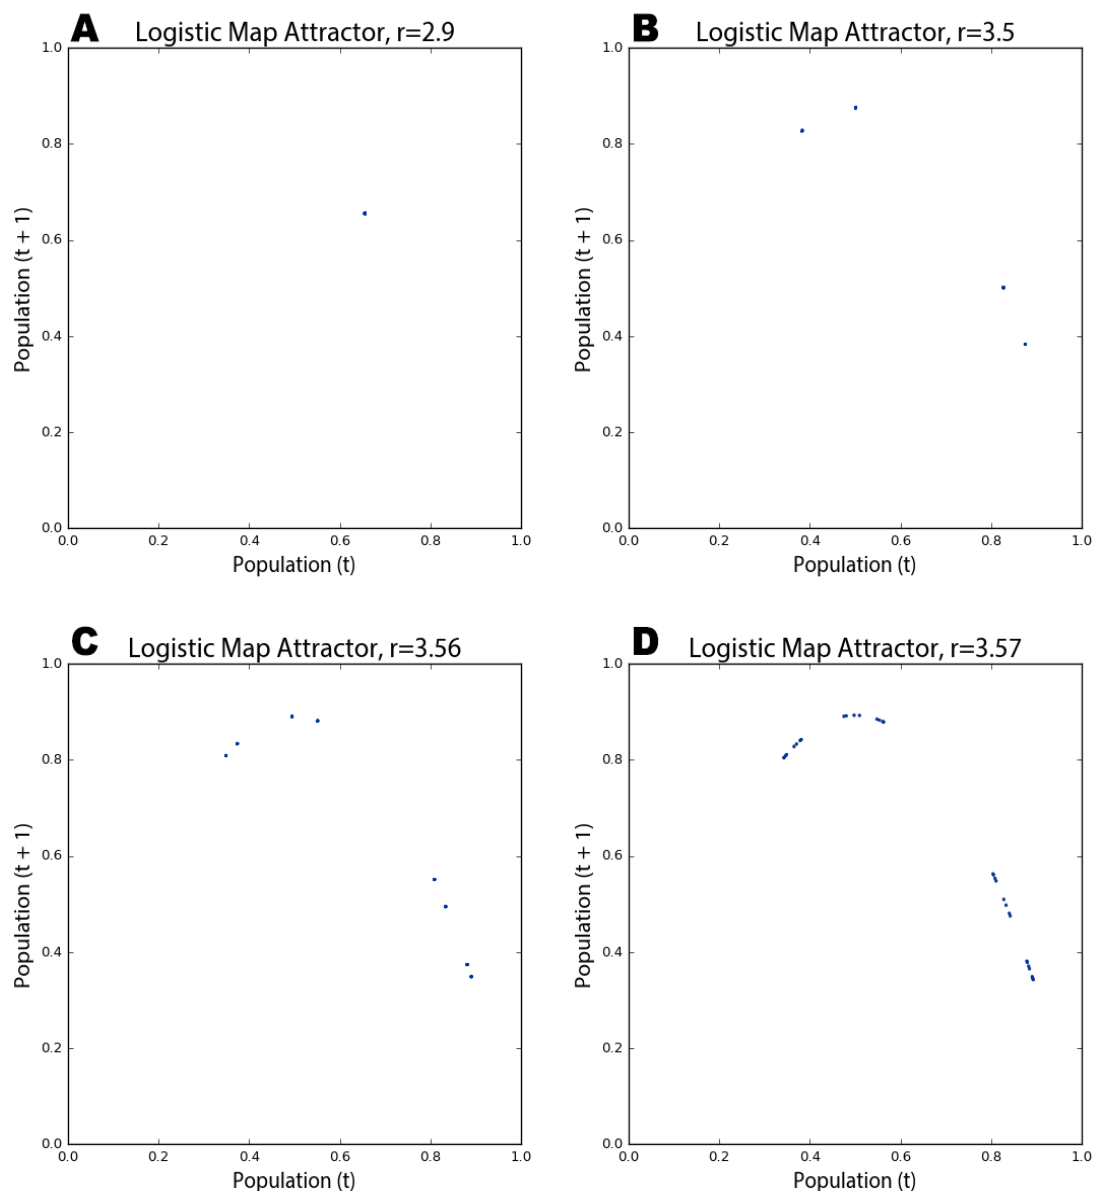 A Logistic Map Attractor, r=2.9
1.0
0.8
0.6
0.4
0.2
0.0
Population (t + 1)
0.0 0.2 0.4 0.6 0.8 1.0
Population (t)
B Logistic Map Attractor, r=3.5
1.0
0.8
0.6
0.4
0.2
0.0
Population (t + 1)
0.0 0.2 0.4 0.6 0.8 1.0
Population (t)
C Logistic Map Attractor, r=3.56
1.0
0.8
0.6
0.4
0.2
0.0
Population (t + 1)
0.0 0.2 0.4 0.6 0.8 1.0
Population (t)
D Logistic Map Attractor, r=3.57
1.0
0.8
0.6
0.4
0.2
0.0
Population (t + 1)
0.0 0.2 0.4 0.6 0.8 1.0
Population (t)